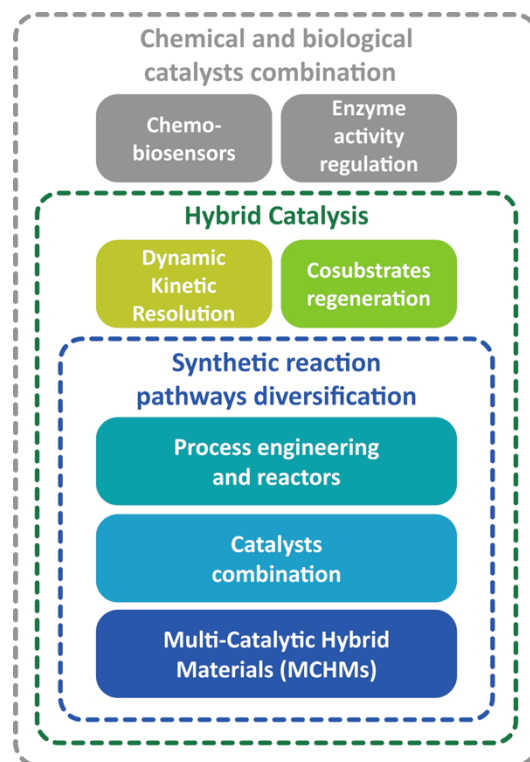 Chemical and biological
catalysts combination
Chemo-
biosensors
Enzyme
activity
regulation
Hybrid Catalysis
Dynamic
Kinetic
Resolution
Cosubstrates
regeneration
Synthetic reaction
pathways diversification
Process engineering
and reactors
Catalysts
combination
Multi-Catalytic Hybrid
Materials (MCHMs)